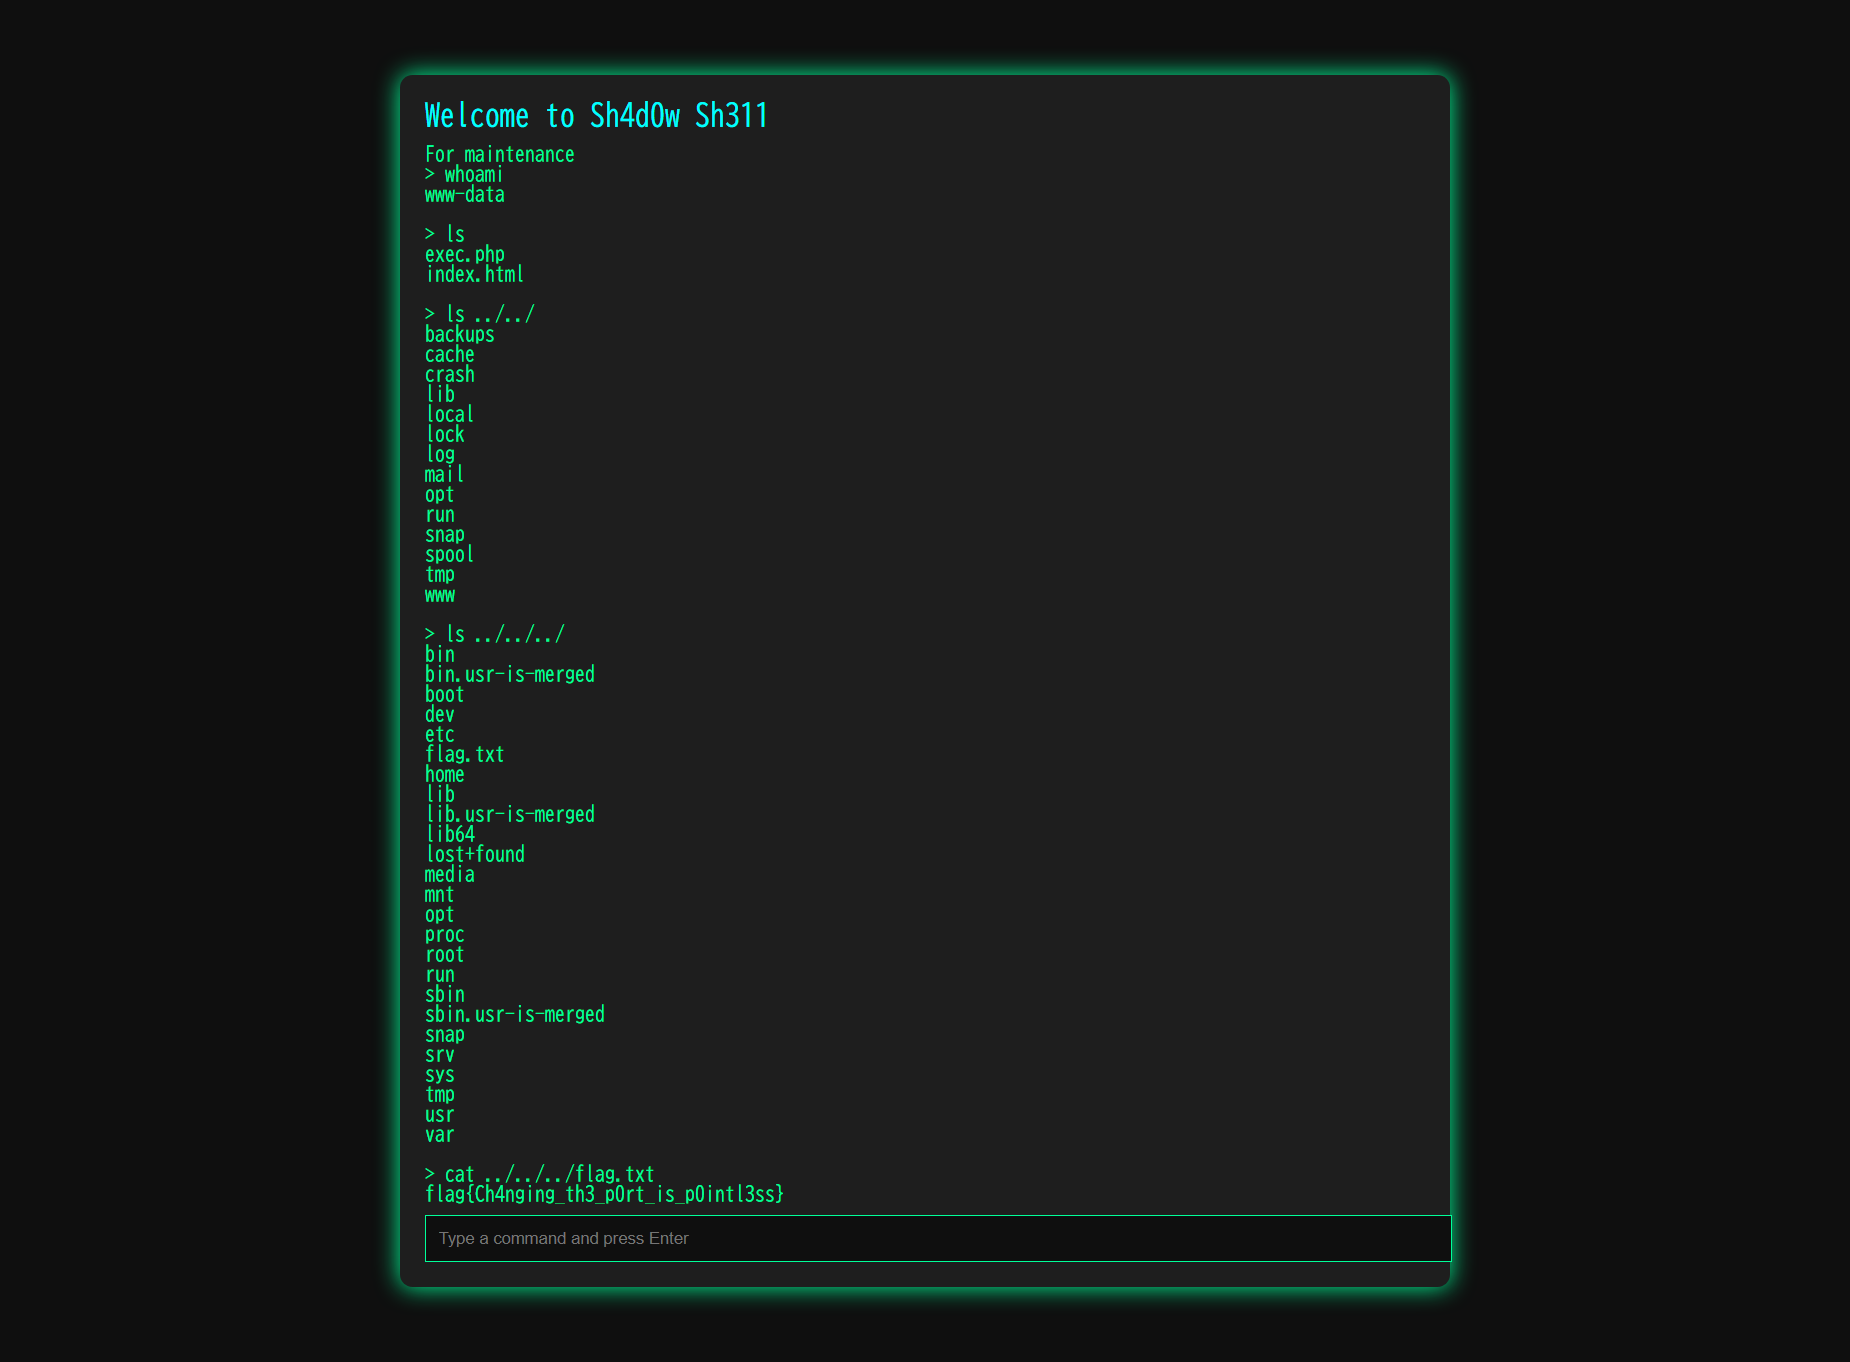 Welcome to Sh4d0w Sh311
For maintenance
> whoami
www-data
> ls
exec.php
index.html
> ls ../../
backups
cache
crash
lib
local
lock
log
mail
opt
run
snap
spool
tmp
www
> ls ../../../
bin
bin.usr-is-merged
boot
dev
etc
flag.txt
home
lib
lib.usr-is-merged
lib64
lost+found
media
mnt
opt
proc
root
run
sbin
sbin.usr-is-merged
snap
srv
sys
tmp
usr
var
> cat ../../../flag.txt
flag{Ch4nging_th3_p0rt_is_p0intl3ss}
Type a command and press Enter